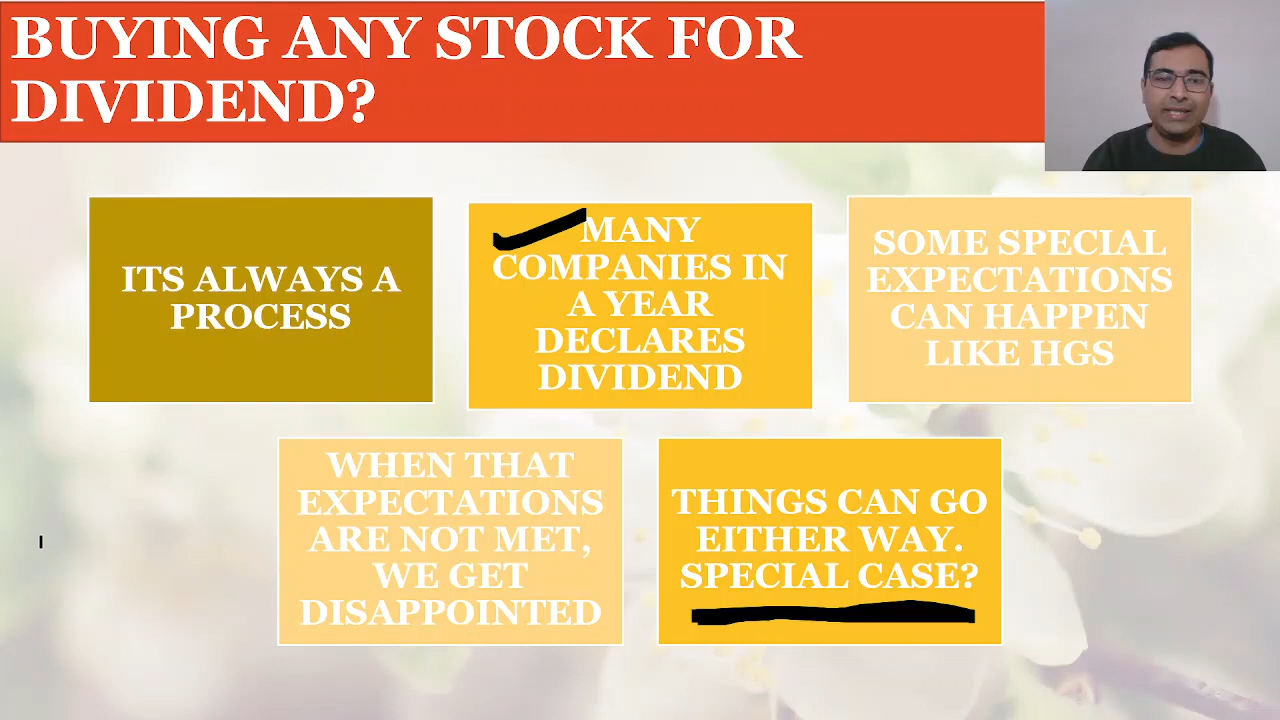 BUYING ANY STOCK FOR
DIVIDEND?
ITS ALWAYS A
PROCESS
MANY
COMPANIES IN
A YEAR
DECLARES
DIVIDEND
SOME SPECIAL
EXPECTATIONS
CAN HAPPEN
LIKE HGS
WHEN THAT
EXPECTATIONS
ARE NOT MET,
WE GET
DISAPPOINTED
THINGS CAN GO
EITHER WAY.
SPECIAL CASE?